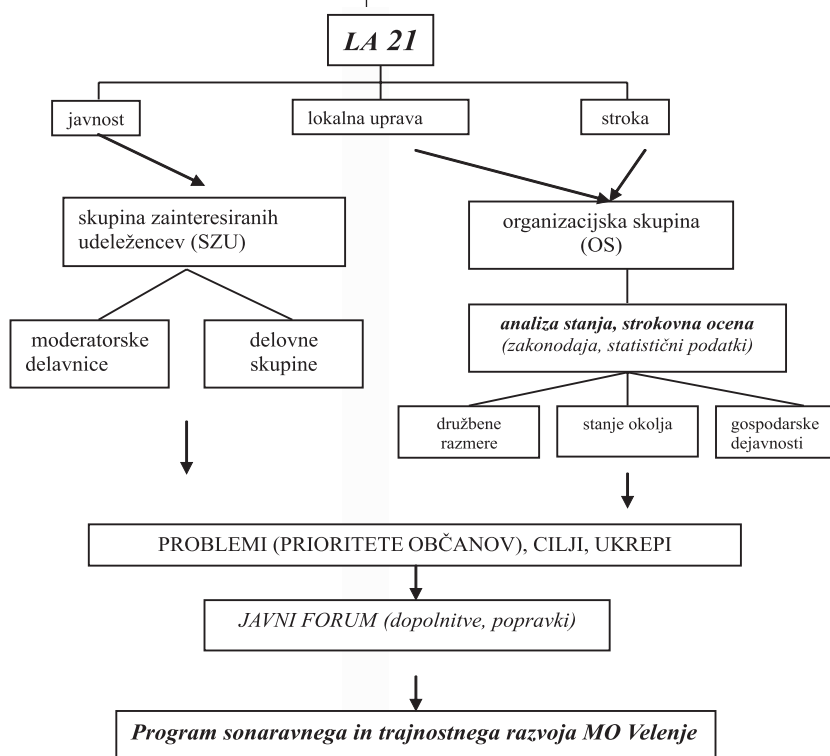 LA 21
javnost
lokalna uprava
stroka
skupina zainteresiranih
udeležencev (SZU)
organizacijska skupina
(OS)
moderatorske
delavnice
delovne
skupine
analiza stanja, strokovna ocena
(zakonodaja, statistični podatki)
družbene
razmere
stanje okolja
gospodarske
dejavnosti
PROBLEMI (PRIORITETE OBČANOV), CILJI, UKREPI
JAVNI FORUM (dopolnitve, popravki)
Program sonaravnega in trajnostnega razvoja MO Velenje